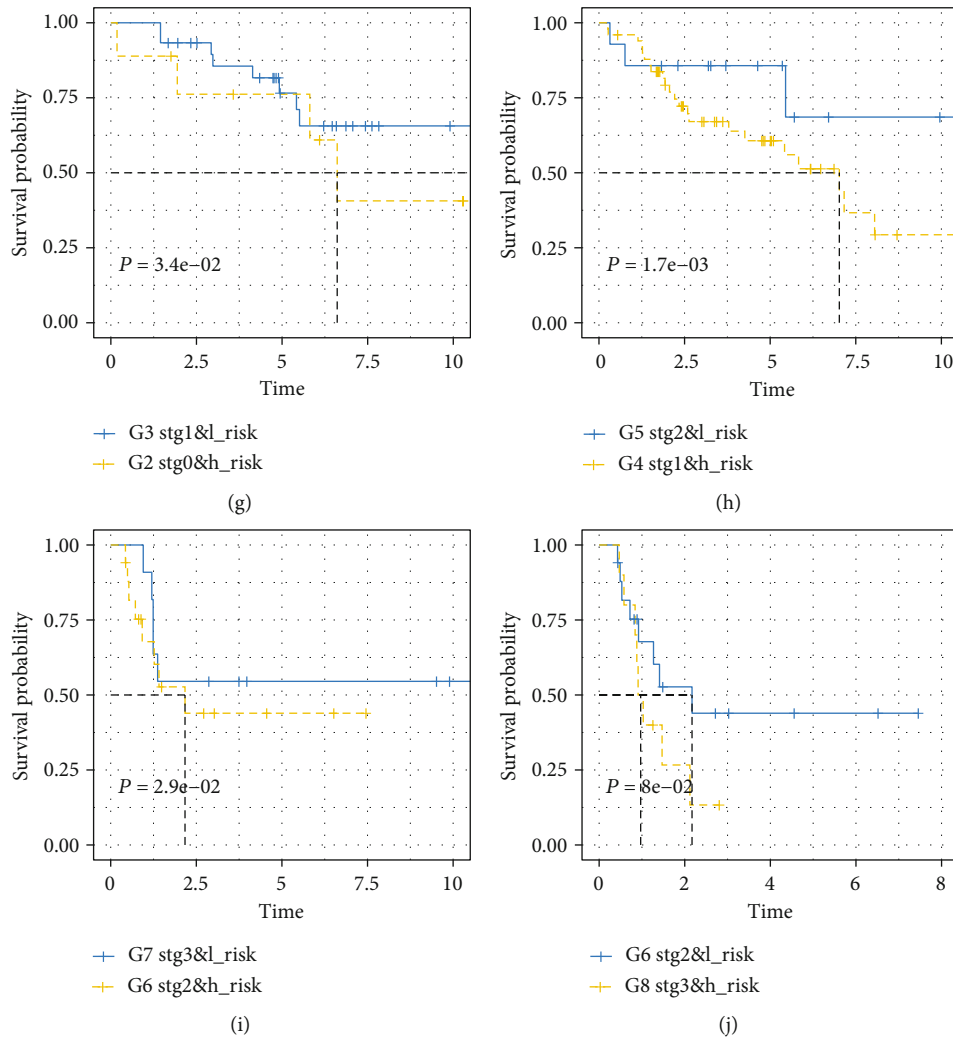 1.00
0.75
0.50
0.25
0.00
Survival probability
P = 3.4e−02
0
2.5
5
7.5
10
Time
G3 stg1&l_risk
G2 stg0&h_risk
(g)
1.00
0.75
0.50
0.25
0.00
Survival probability
P = 1.7e−03
0
2.5
5
7.5
10
Time
G5 stg2&l_risk
G4 stg1&h_risk
(h)
1.00
0.75
0.50
0.25
0.00
Survival probability
P = 2.9e−02
0
2.5
5
7.5
10
Time
G7 stg3&l_risk
G6 stg2&h_risk
(i)
1.00
0.75
0.50
0.25
0.00
Survival probability
P = 8e−02
0
2
4
6
8
Time
G6 stg2&l_risk
G8 stg3&h_risk
(j)